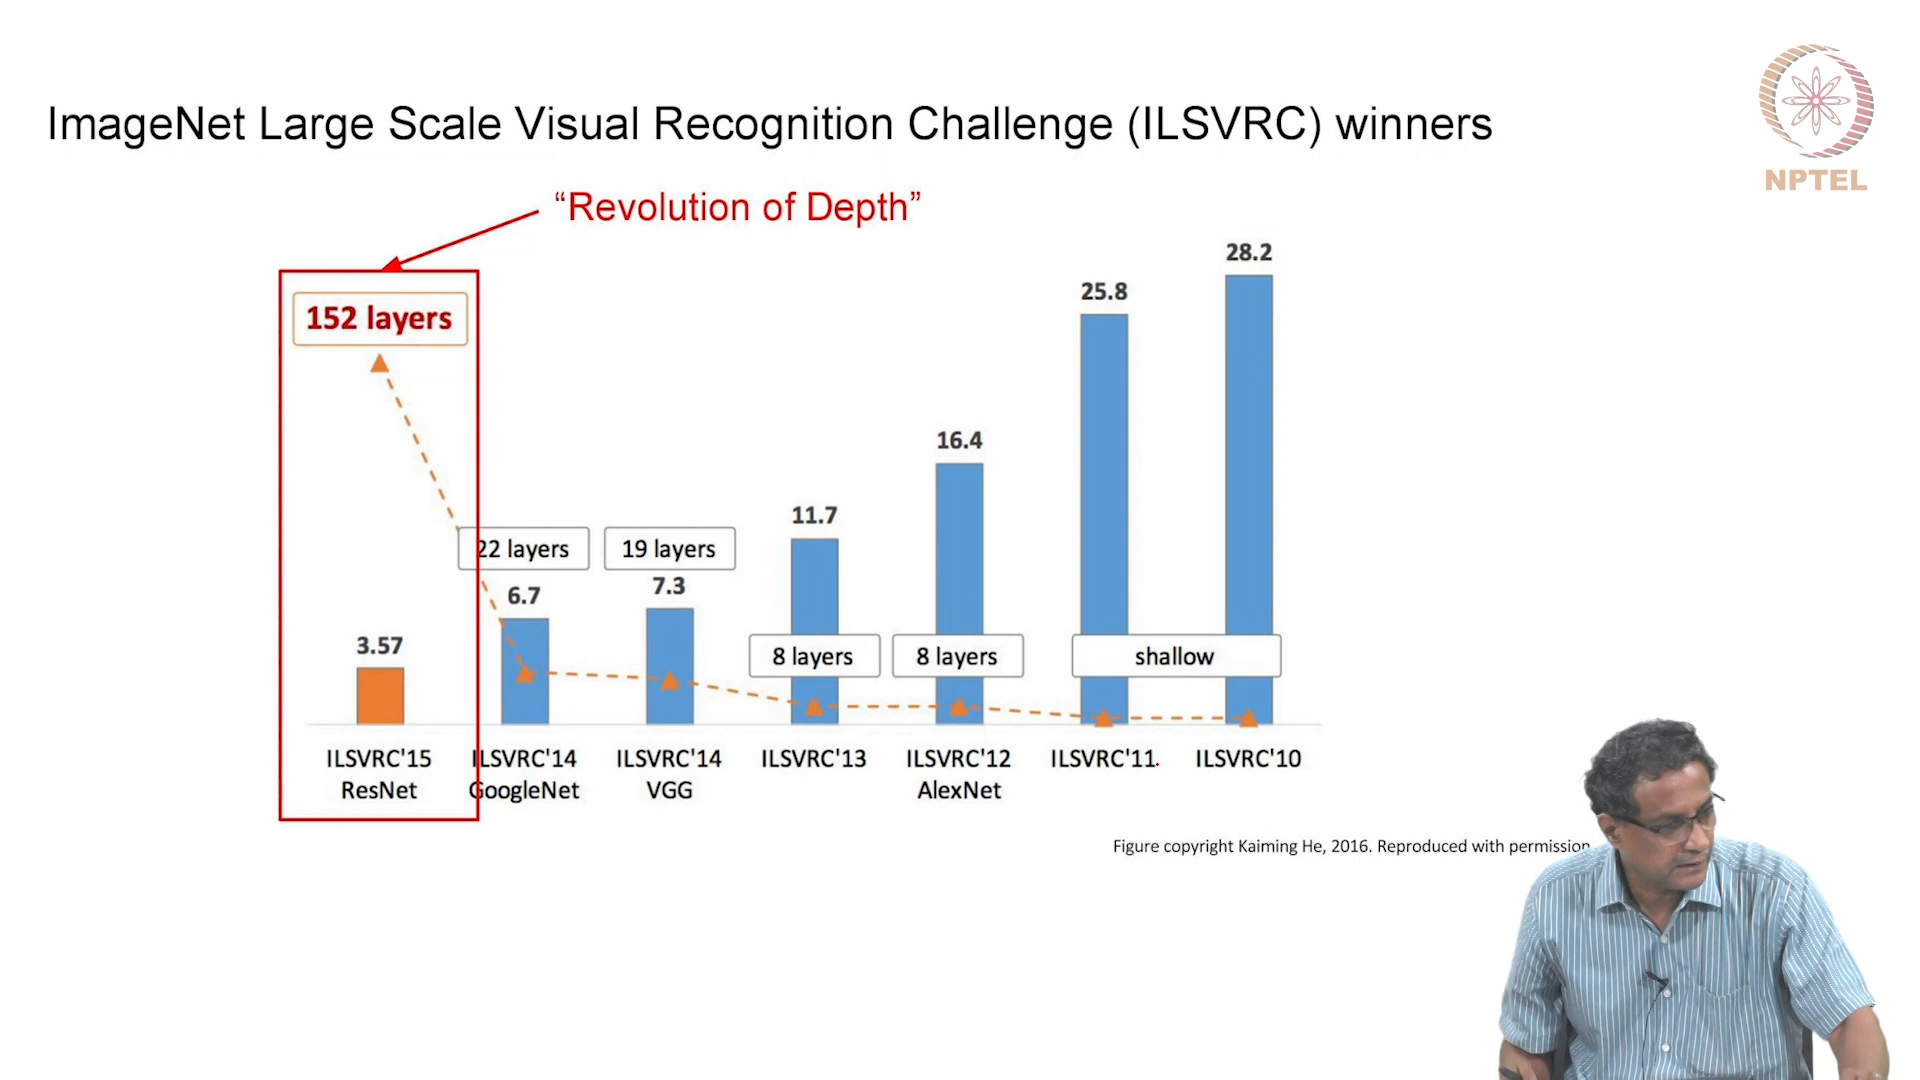 ImageNet Large Scale Visual Recognition Challenge (ILSVRC) winners
NPTEL
“Revolution of Depth”
28.2
25.8
152 layers
16.4
11.7
22 layers
19 layers
7.3
6.7
3.57
8 layers
8 layers
shallow
ILSVRC'15
ResNet
ILSVRC'14
GoogleNet
ILSVRC'14
VGG
ILSVRC'13
ILSVRC'12
AlexNet
ILSVRC'11
ILSVRC'10
Figure copyright Kaiming He, 2016. Reproduced with permission